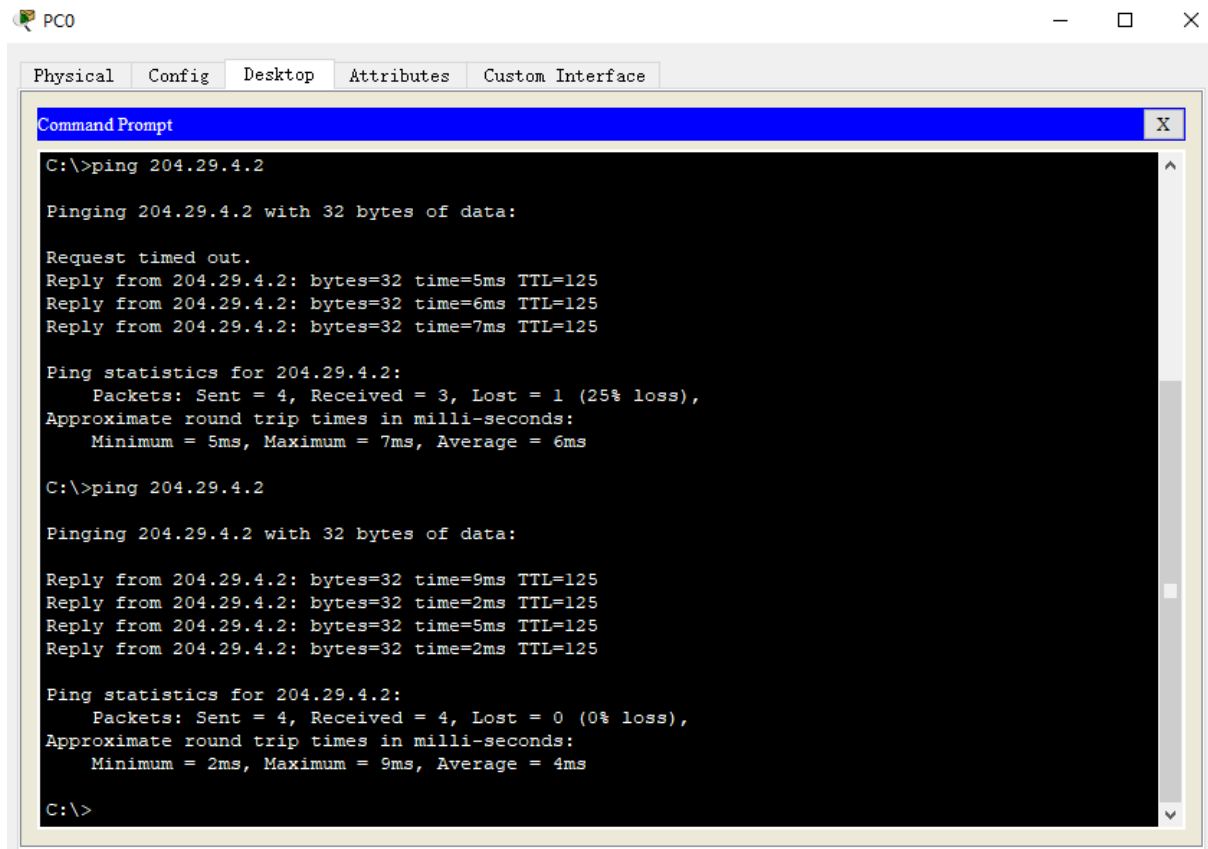 PC0
Physical Config Desktop Attributes Custom Interface
Command Prompt X
C:\>ping 204.29.4.2
Pinging 204.29.4.2 with 32 bytes of data:
Request timed out.
Reply from 204.29.4.2: bytes=32 time=5ms TTL=125
Reply from 204.29.4.2: bytes=32 time=6ms TTL=125
Reply from 204.29.4.2: bytes=32 time=7ms TTL=125
Ping statistics for 204.29.4.2:
    Packets: Sent = 4, Received = 3, Lost = 1 (25% loss),
Approximate round trip times in milli-seconds:
    Minimum = 5ms, Maximum = 7ms, Average = 6ms
C:\>ping 204.29.4.2
Pinging 204.29.4.2 with 32 bytes of data:
Reply from 204.29.4.2: bytes=32 time=9ms TTL=125
Reply from 204.29.4.2: bytes=32 time=2ms TTL=125
Reply from 204.29.4.2: bytes=32 time=5ms TTL=125
Reply from 204.29.4.2: bytes=32 time=2ms TTL=125
Ping statistics for 204.29.4.2:
    Packets: Sent = 4, Received = 4, Lost = 0 (0% loss),
Approximate round trip times in milli-seconds:
    Minimum = 2ms, Maximum = 9ms, Average = 4ms
C:\>